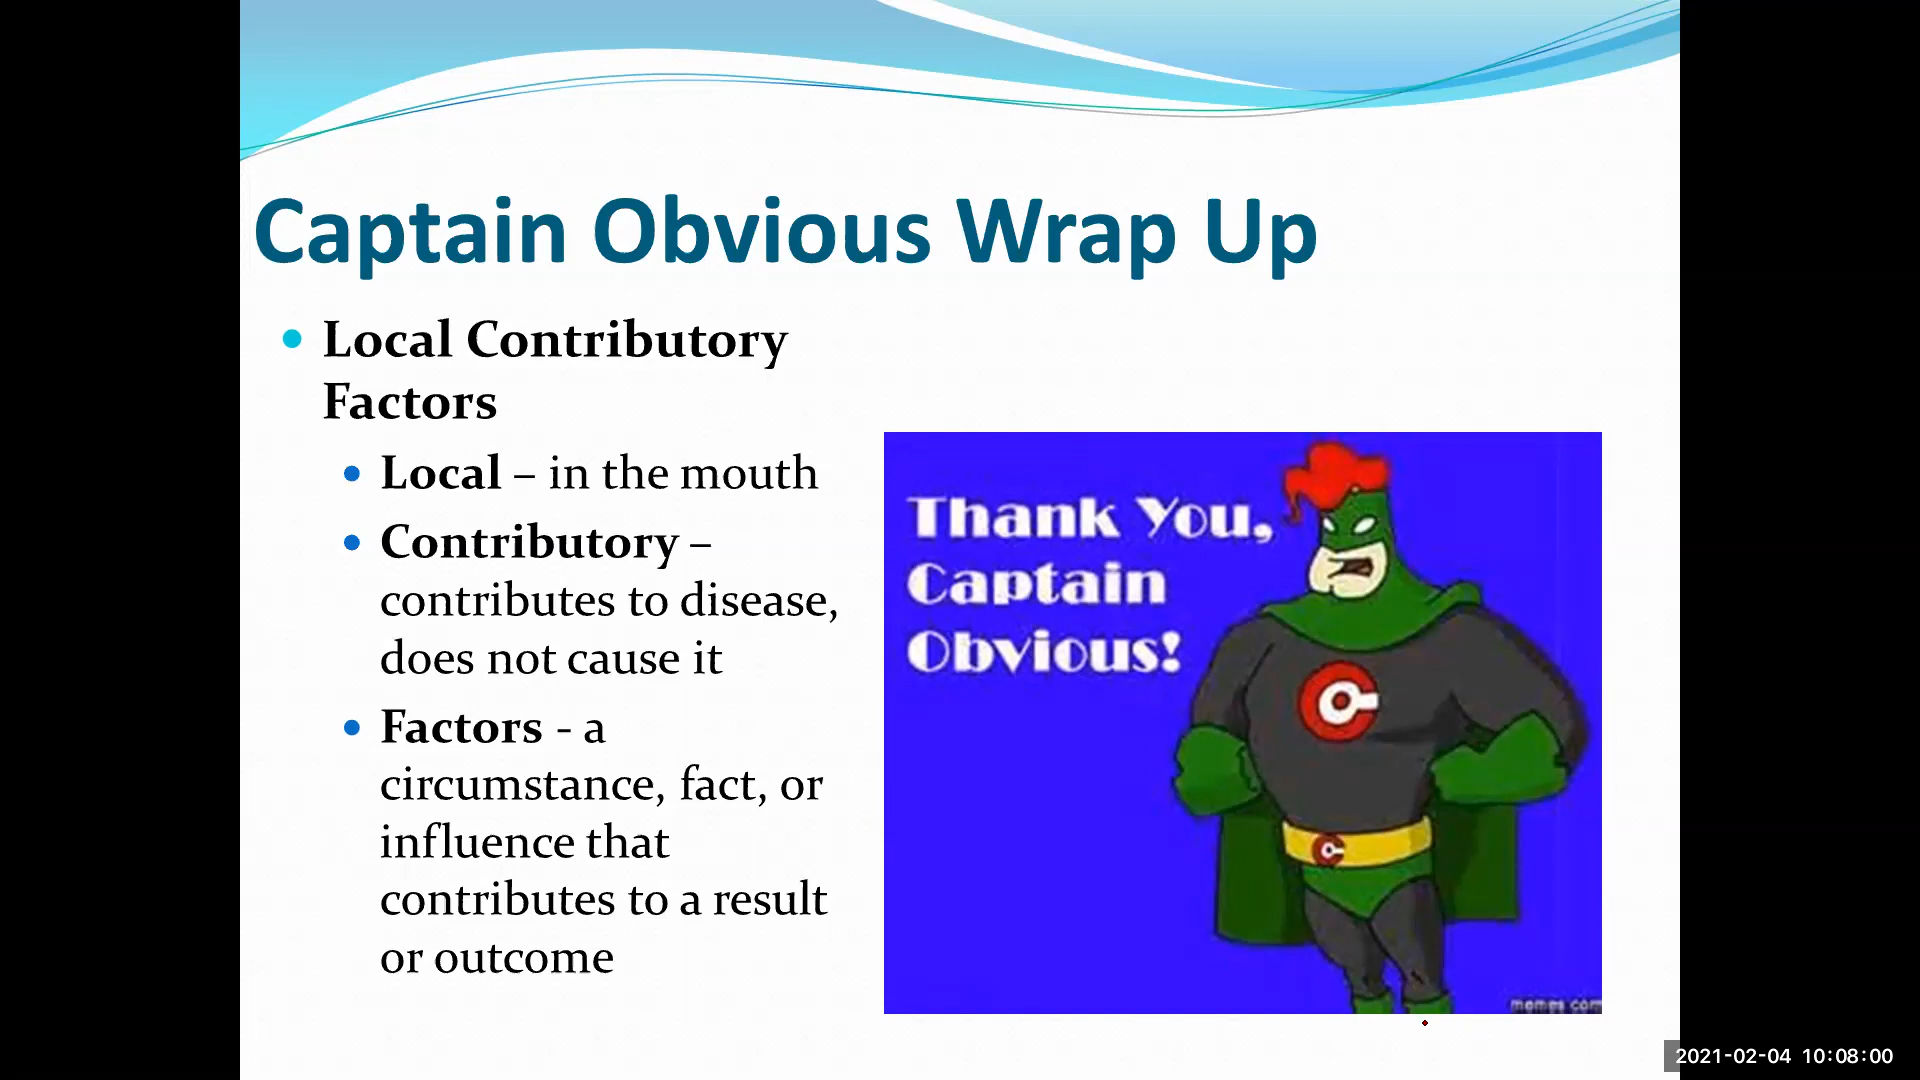 Captain Obvious Wrap Up
• Local Contributory
Factors
• Local – in the mouth
• Contributory –
contributes to disease,
does not cause it
• Factors - a
circumstance, fact, or
influence that
contributes to a result
or outcome
Thank You,
Captain
Obvious!
C
C
memes.com
2021-02-04 10:08:00